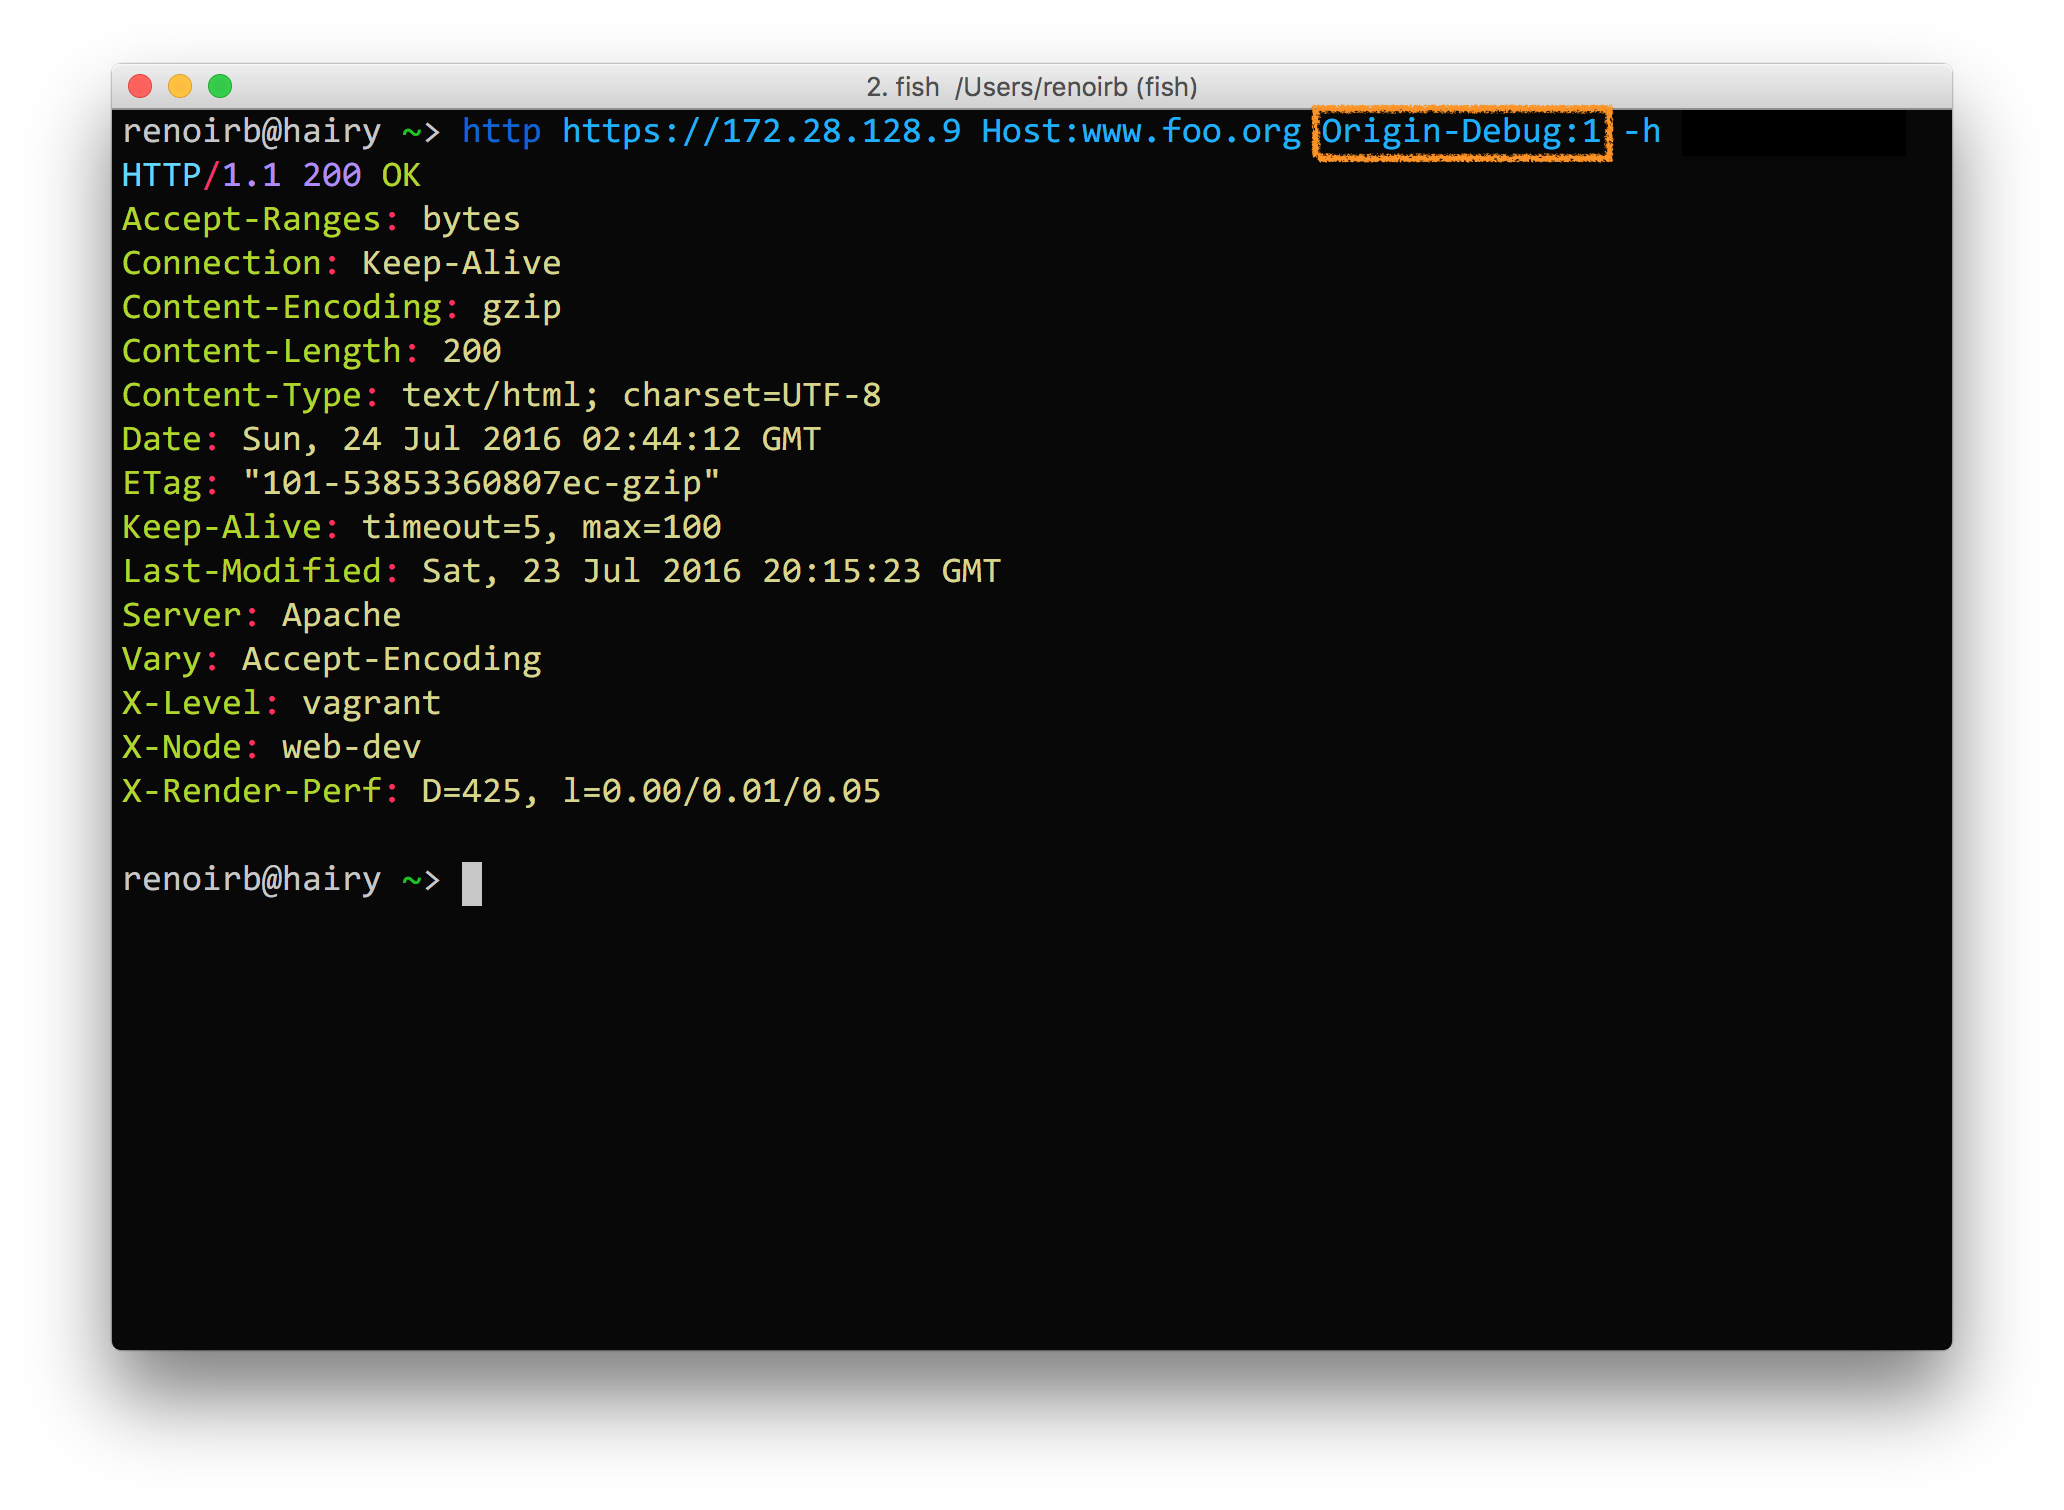 2. fish  /Users/renoirb (fish)
renoirb@hairy ~> http https://172.28.128.9 Host:www.foo.org Origin-Debug:1 -h
HTTP/1.1 200 OK
Accept-Ranges: bytes
Connection: Keep-Alive
Content-Encoding: gzip
Content-Length: 200
Content-Type: text/html; charset=UTF-8
Date: Sun, 24 Jul 2016 02:44:12 GMT
ETag: "101-53853360807ec-gzip"
Keep-Alive: timeout=5, max=100
Last-Modified: Sat, 23 Jul 2016 20:15:23 GMT
Server: Apache
Vary: Accept-Encoding
X-Level: vagrant
X-Node: web-dev
X-Render-Perf: D=425, l=0.00/0.01/0.05
renoirb@hairy ~>